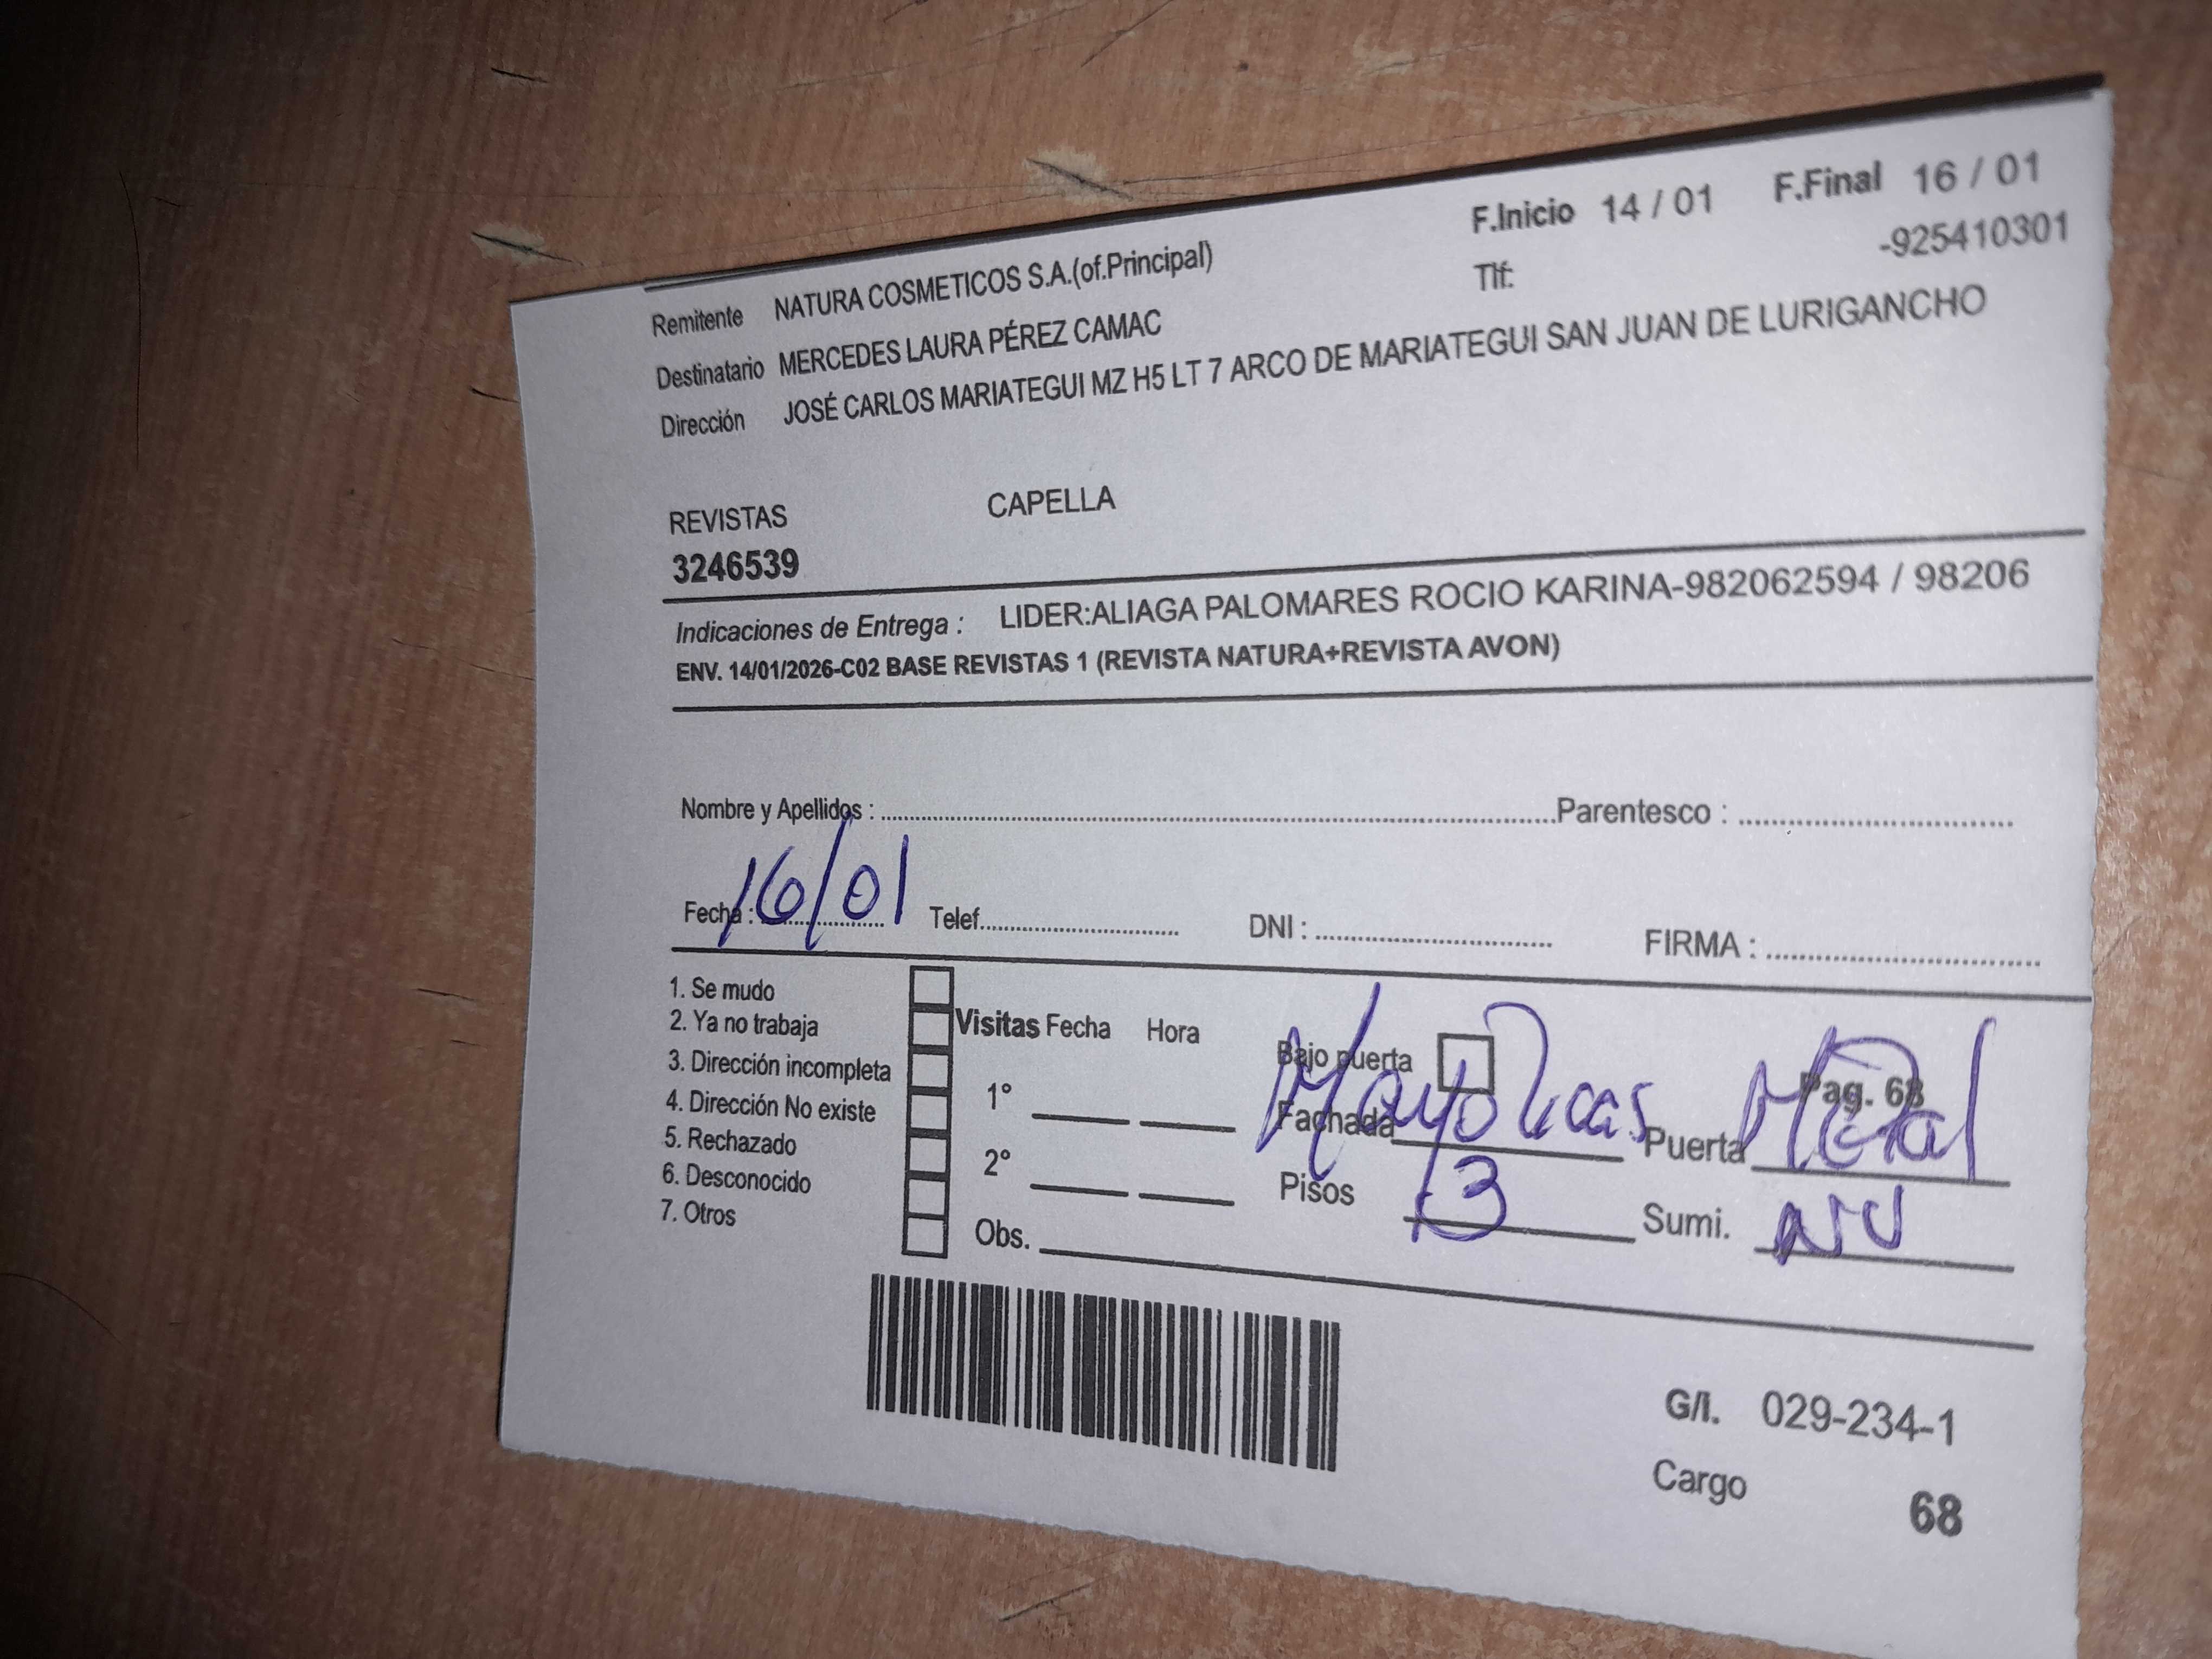 F.Inicio 14 / 01 F.Final 16 / 01
Remitente NATURA COSMETICOS S.A.(of.Principal) Tlf: -925410301
Destinatario MERCEDES LAURA PÉREZ CAMAC
Dirección JOSÉ CARLOS MARIATEGUI MZ H5 LT 7 ARCO DE MARIATEGUI SAN JUAN DE LURIGANCHO
REVISTAS CAPELLA
3246539
Indicaciones de Entrega : LIDER:ALIAGA PALOMARES ROCIO KARINA-982062594 / 98206
ENV. 14/01/2026-C02 BASE REVISTAS 1 (REVISTA NATURA+REVISTA AVON)
Nombre y Apellidos : Parentesco :
Fecha : 16/01 Telef. DNI : FIRMA :
1. Se mudo
2. Ya no trabaja
3. Dirección incompleta
4. Dirección No existe
5. Rechazado
6. Desconocido
7. Otros
Visitas Fecha Hora
1°
2°
Obs.
Bajo puerta Pag. 68
Fachada Mayolicas Puerta Metal
Pisos 3 Sumi.
G/I. 029-234-1
Cargo 68